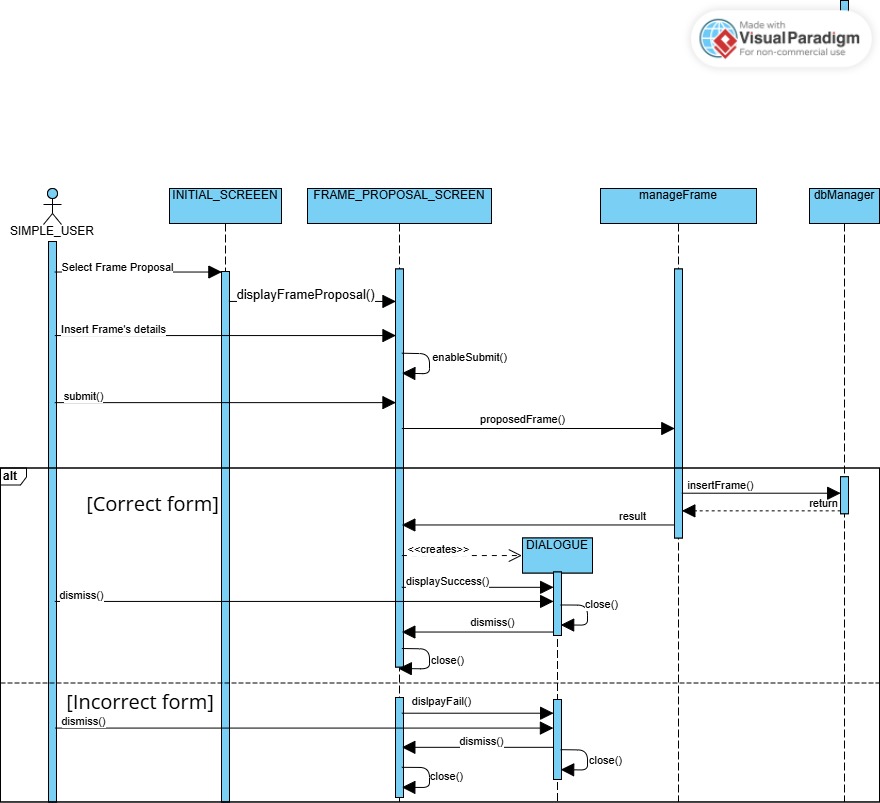 Made with
VisualParadigm
For non-commercial use
SIMPLE_USER
INITIAL_SCREEEN
FRAME_PROPOSAL_SCREEN
manageFrame
dbManager
Select Frame Proposal
displayFrameProposal()
Insert Frame's details
enableSubmit()
submit()
proposedFrame()
alt
[Correct form]
insertFrame()
return
result
<<creates>>
DIALOGUE
displaySuccess()
dismiss()
close()
dismiss()
close()
[Incorrect form]
dislpayFail()
dismiss()
dismiss()
close()
close()